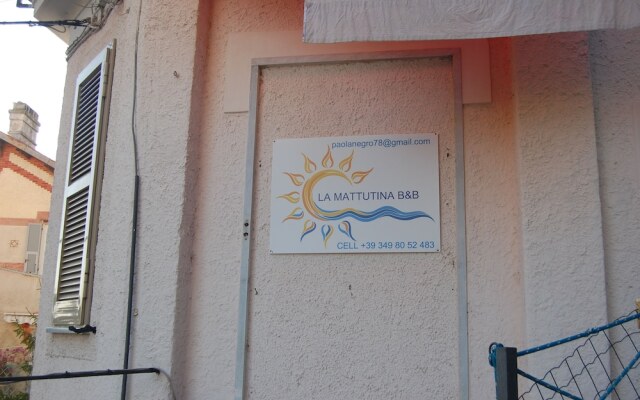 paolanegro78@gmail.com
LA MATTUTINA B&B
CELL +39 349 80 52 483